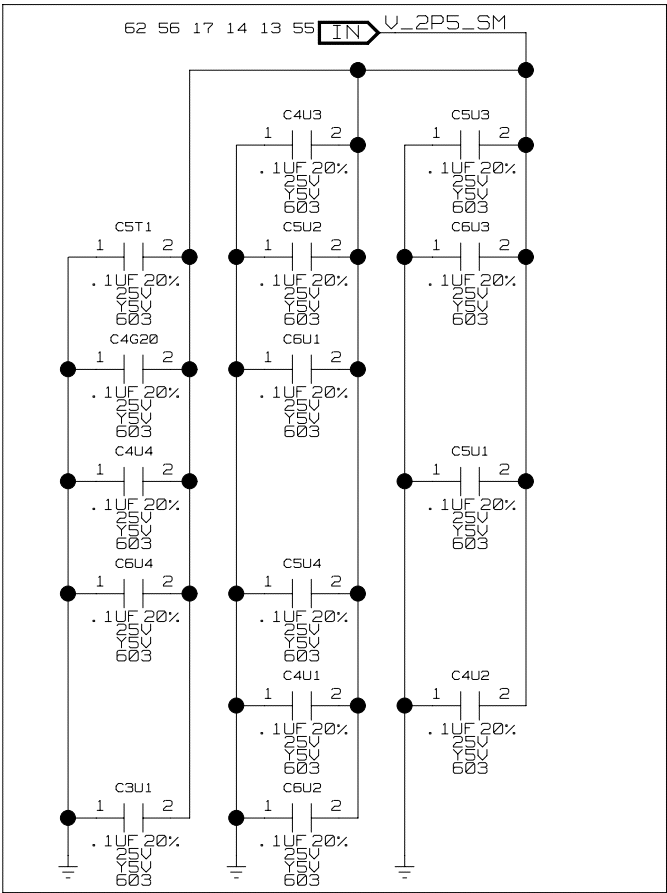 62 56 17 14 13 55 IN V_2P5_SM
C4U3
1 2
.1UF 20%
25V
Y5V
603
C5U3
1 2
.1UF 20%
25V
Y5V
603
C5T1
1 2
.1UF 20%
25V
Y5V
603
C5U2
1 2
.1UF 20%
25V
Y5V
603
C6U3
1 2
.1UF 20%
25V
Y5V
603
C4G20
1 2
.1UF 20%
25V
Y5V
603
C6U1
1 2
.1UF 20%
25V
Y5V
603
C4U4
1 2
.1UF 20%
25V
Y5V
603
C5U1
1 2
.1UF 20%
25V
Y5V
603
C6U4
1 2
.1UF 20%
25V
Y5V
603
C5U4
1 2
.1UF 20%
25V
Y5V
603
C4U1
1 2
.1UF 20%
25V
Y5V
603
C4U2
1 2
.1UF 20%
25V
Y5V
603
C3U1
1 2
.1UF 20%
25V
Y5V
603
C6U2
1 2
.1UF 20%
25V
Y5V
603